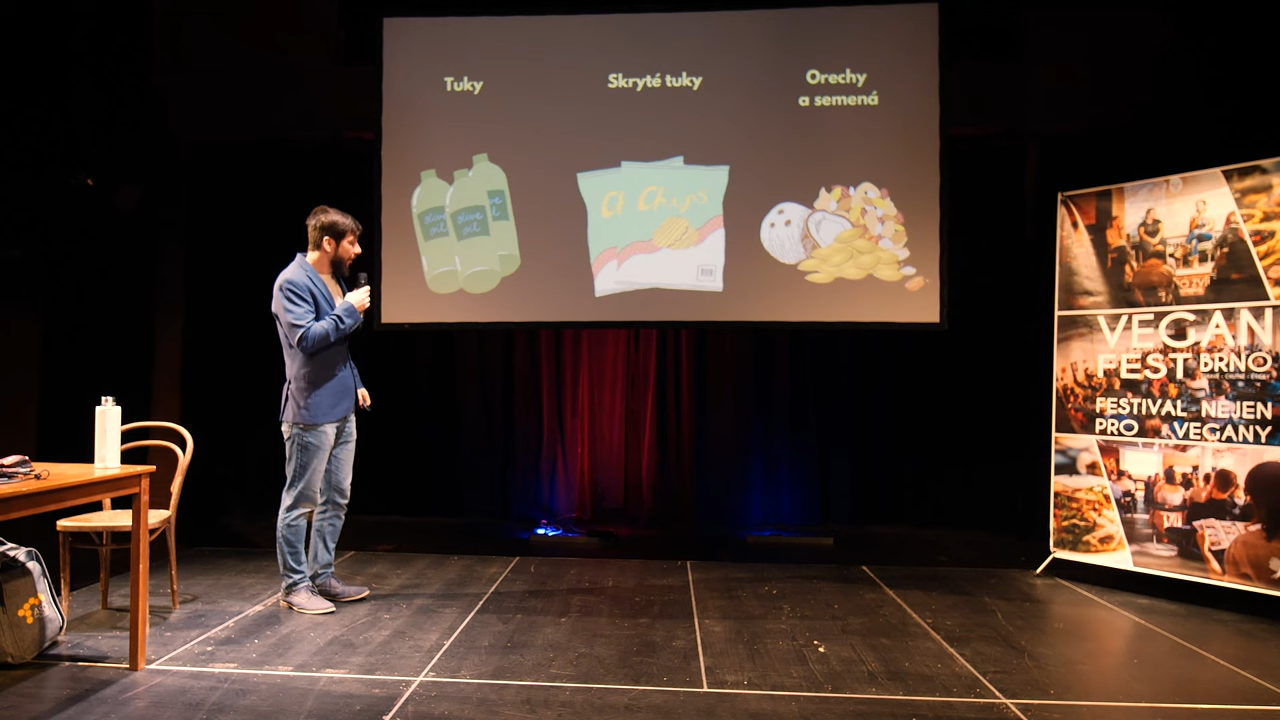 Tuky
Skryté tuky
Orechy
a semená
olive
oil
olive
oil
Chips
VEGAN
FEST BRNO
FESTIVAL NEJEN
PRO VEGANY